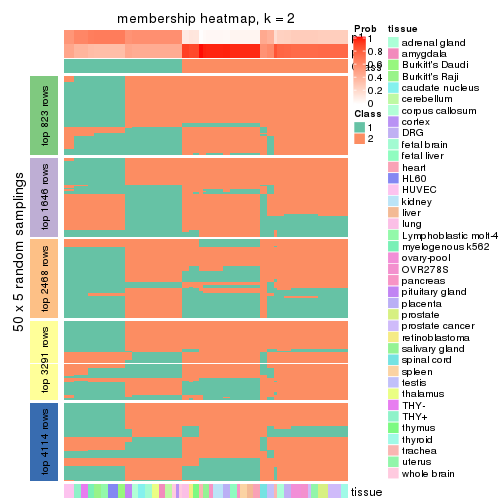 membership heatmap, k = 2
50 x 5 random samplings
top 823 rows
top 1646 rows
top 2468 rows
top 3291 rows
top 4114 rows
tissue
Prob
1
0.8
0.4
0.2
0
Class
1
2
tissue
adrenal gland
amygdala
Burkitt's Daudi
Burkitt's Raji
caudate nucleus
cerebellum
corpus callosum
cortex
DRG
fetal brain
fetal liver
heart
HL60
HUVEC
kidney
liver
lung
Lymphoblastic molt-4
myelogenous k562
ovary-pool
OVR278S
pancreas
pituitary gland
placenta
prostate
prostate cancer
retinoblastoma
salivary gland
spinal cord
spleen
testis
thalamus
THY-
THY+
thymus
thyroid
trachea
uterus
whole brain